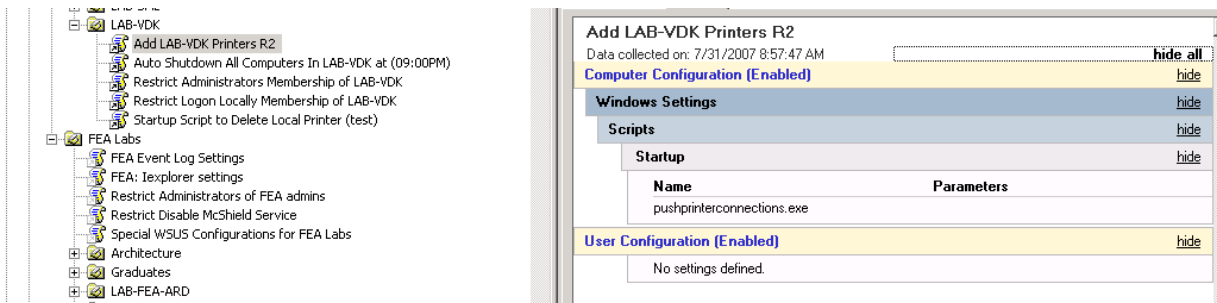 LAB-VDK
Add LAB-VDK Printers R2
Auto Shutdown All Computers In LAB-VDK at (09:00PM)
Restrict Administrators Membership of LAB-VDK
Restrict Logon Locally Membership of LAB-VDK
Startup Script to Delete Local Printer (test)
FEA Labs
FEA Event Log Settings
FEA: Iexplorer settings
Restrict Administrators of FEA admins
Restrict Disable McShield Service
Special WSUS Configurations for FEA Labs
Architecture
Graduates
LAB-FEA-ARD
Add LAB-VDK Printers R2
Data collected on: 7/31/2007 8:57:47 AM hide all
Computer Configuration (Enabled) hide
Windows Settings hide
Scripts hide
Startup hide
Name Parameters
pushprinterconnections.exe
User Configuration (Enabled) hide
No settings defined.